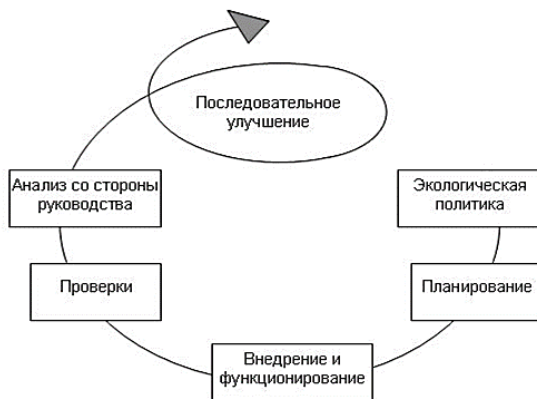 Последовательное
улучшение
Анализ со стороны
руководства
Экологическая
политика
Проверки
Планирование
Внедрение и
функционирование